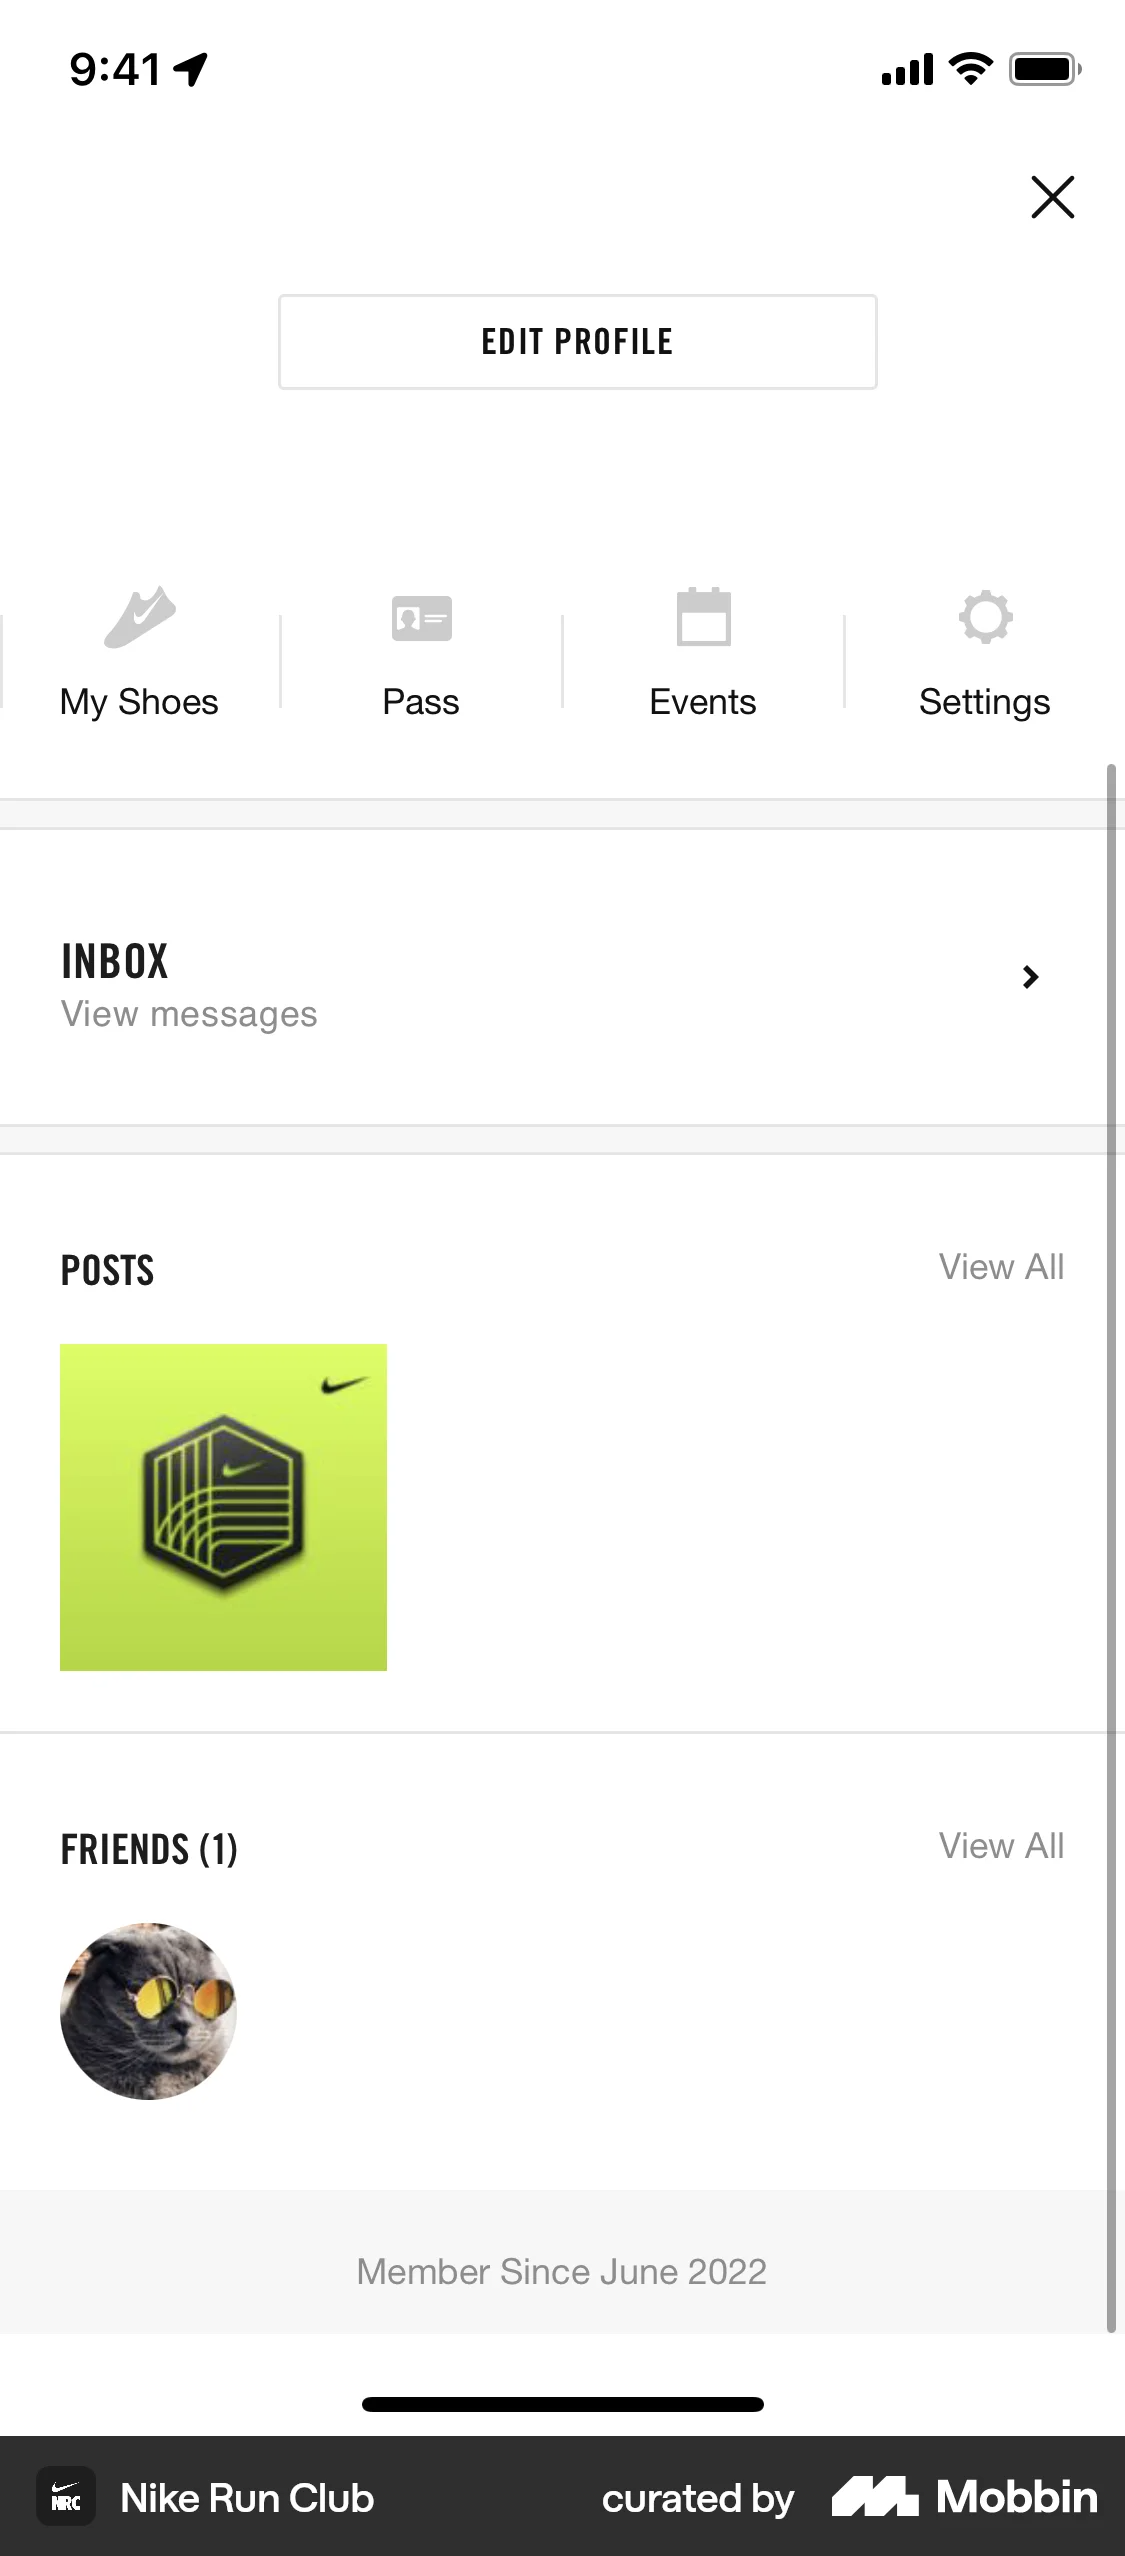 9:41
EDIT PROFILE
My Shoes
Pass
Events
Settings
INBOX
View messages
POSTS
View All
FRIENDS (1)
View All
Member Since June 2022
NRC
Nike Run Club
curated by
Mobbin